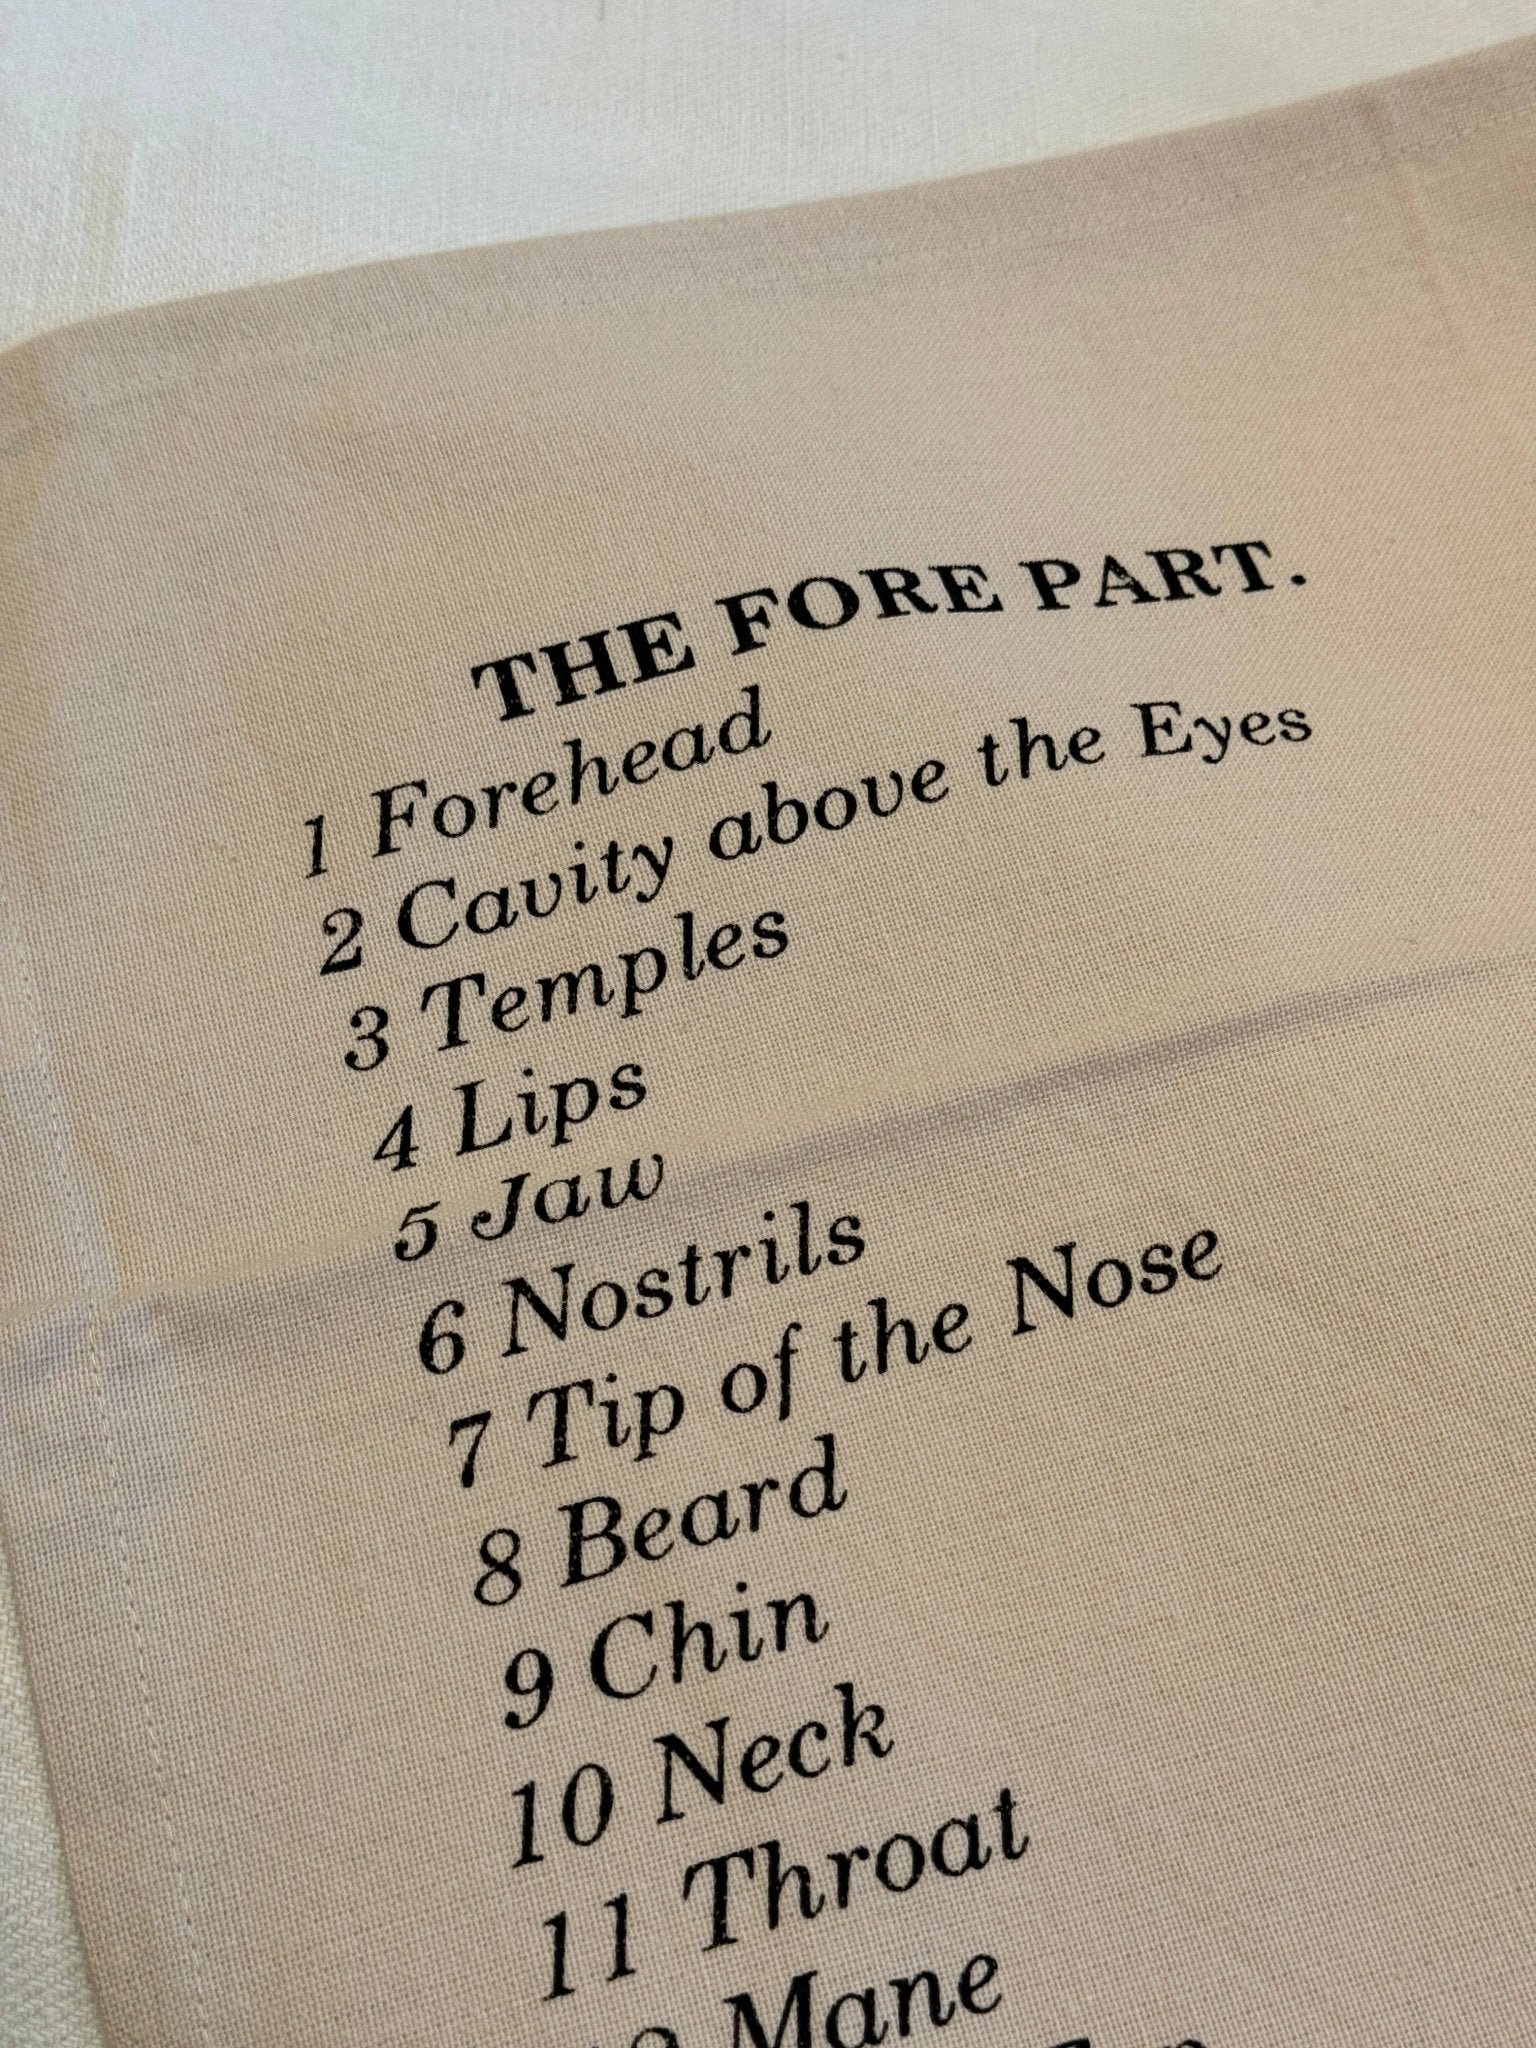 THE FORE PART.
1 Forehead
2 Cavity above the Eyes
3 Temples
4 Lips
5 Jaw
6 Nostrils
7 Tip of the Nose
8 Beard
9 Chin
10 Neck
11 Throat
Mane